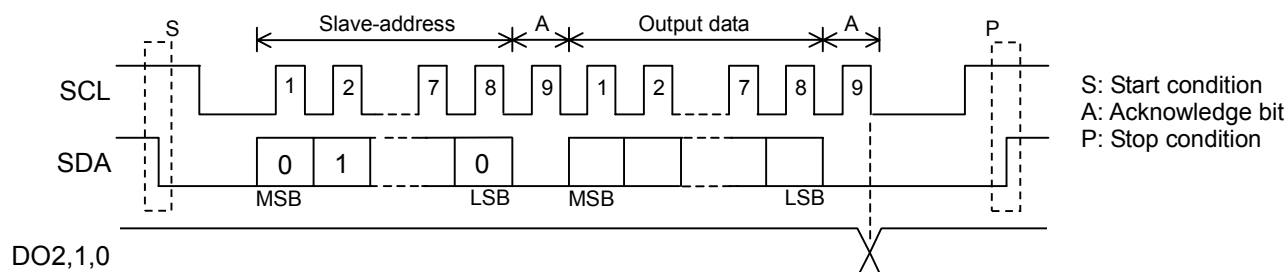 S Slave-address A Output data A P
SCL 1 2 7 8 9 1 2 7 8 9
S: Start condition
A: Acknowledge bit
P: Stop condition
SDA 0 1 0
MSB LSB MSB LSB
DO2,1,0